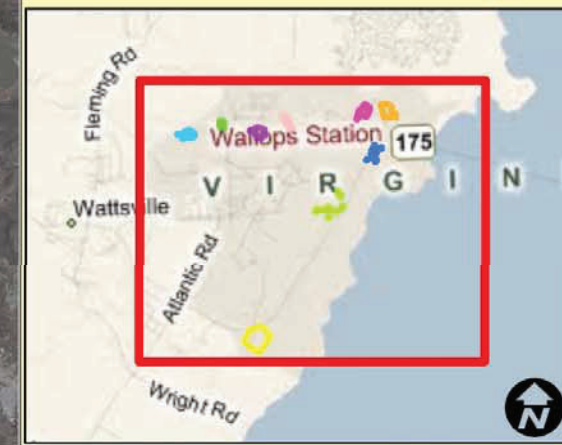 Fleming Rd
Wallops Station
175
V I R G I N
Wattsville
Atlantic Rd
Wright Rd
N